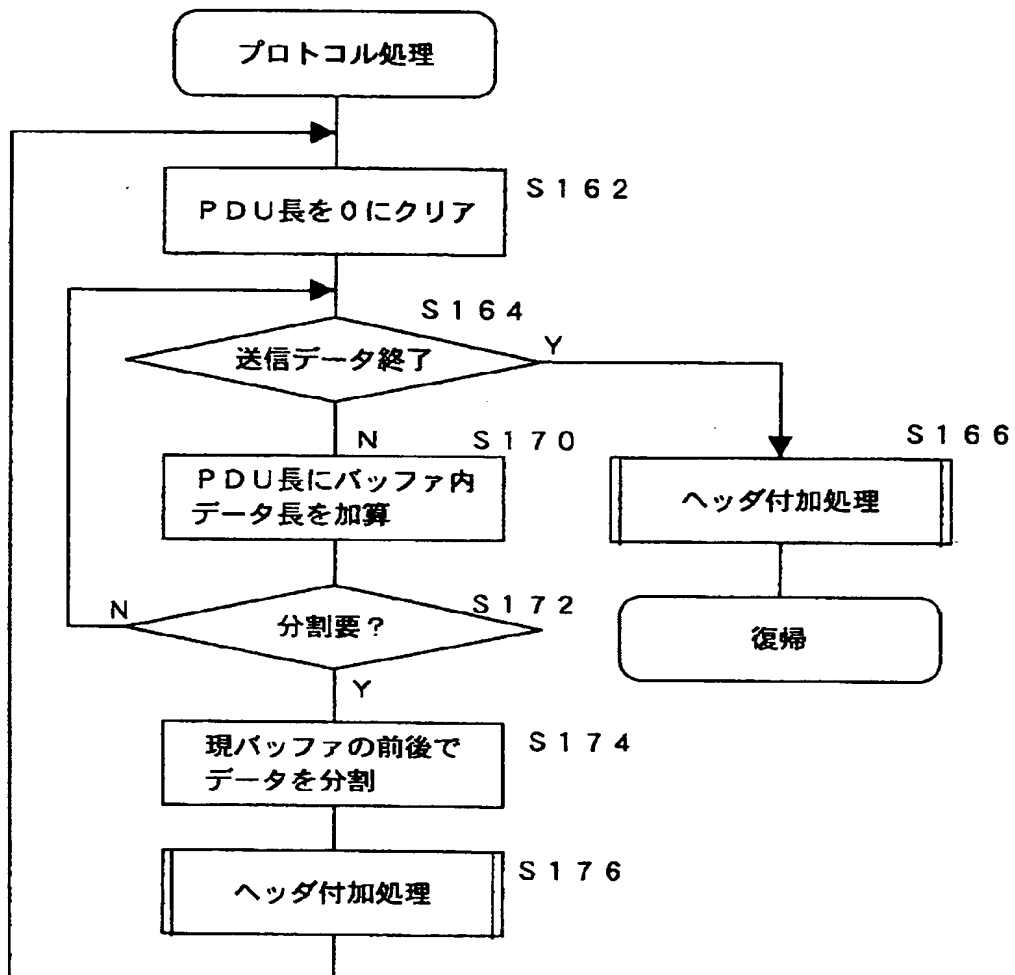 プロトコル処理
PDU長を0にクリア
S162
S164
送信データ終了
Y
N
S170
PDU長にバッファ内
データ長を加算
S166
ヘッダ付加処理
N
分割要?
S172
復帰
Y
現バッファの前後で
データを分割
S174
ヘッダ付加処理
S176